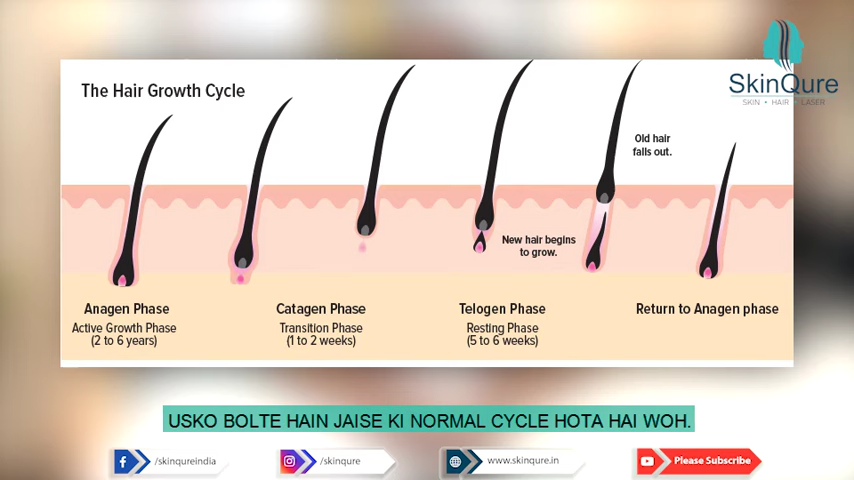 The Hair Growth Cycle
SkinQure
SKIN • HAIR • LASER
Old hair
falls out.
New hair begins
to grow.
Anagen Phase
Active Growth Phase
(2 to 6 years)
Catagen Phase
Transition Phase
(1 to 2 weeks)
Telogen Phase
Resting Phase
(5 to 6 weeks)
Return to Anagen phase
USKO BOLTE HAIN JAISE KI NORMAL CYCLE HOTA HAI WOH.
/skinqureindia
/skinqure
www.skinqure.in
Please Subscribe